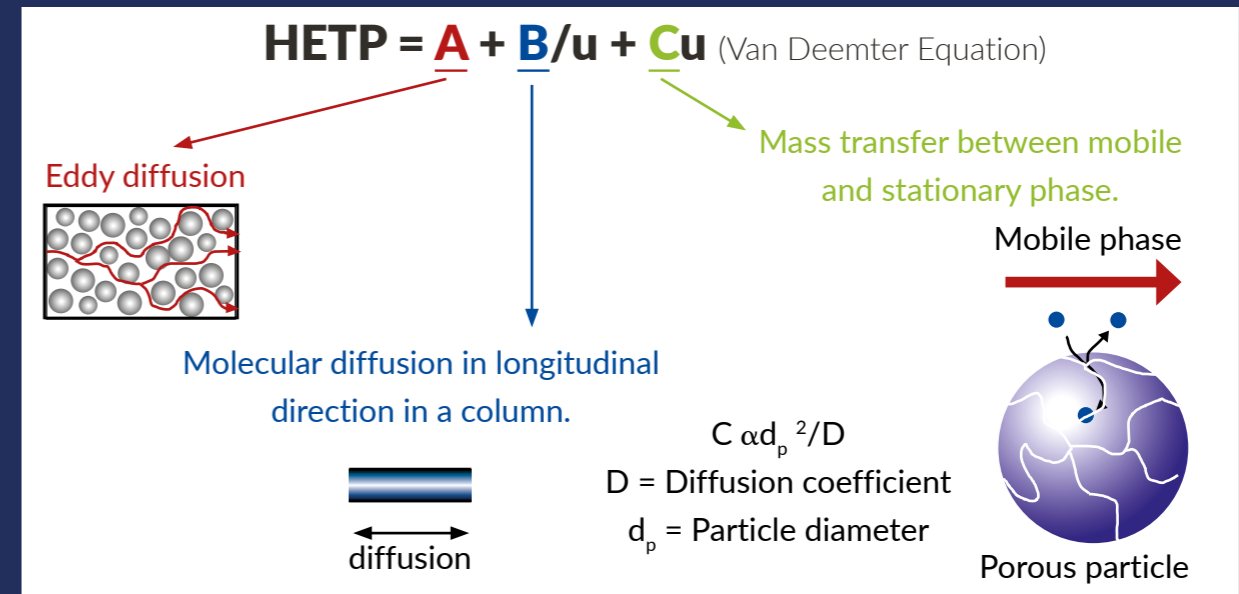 HETP = A + B/u + Cu (Van Deemter Equation)
Eddy diffusion
Mass transfer between mobile
and stationary phase.
Mobile phase
Molecular diffusion in longitudinal
direction in a column.
diffusion
C αdₚ ²/D
D = Diffusion coefficient
dₚ = Particle diameter
Porous particle